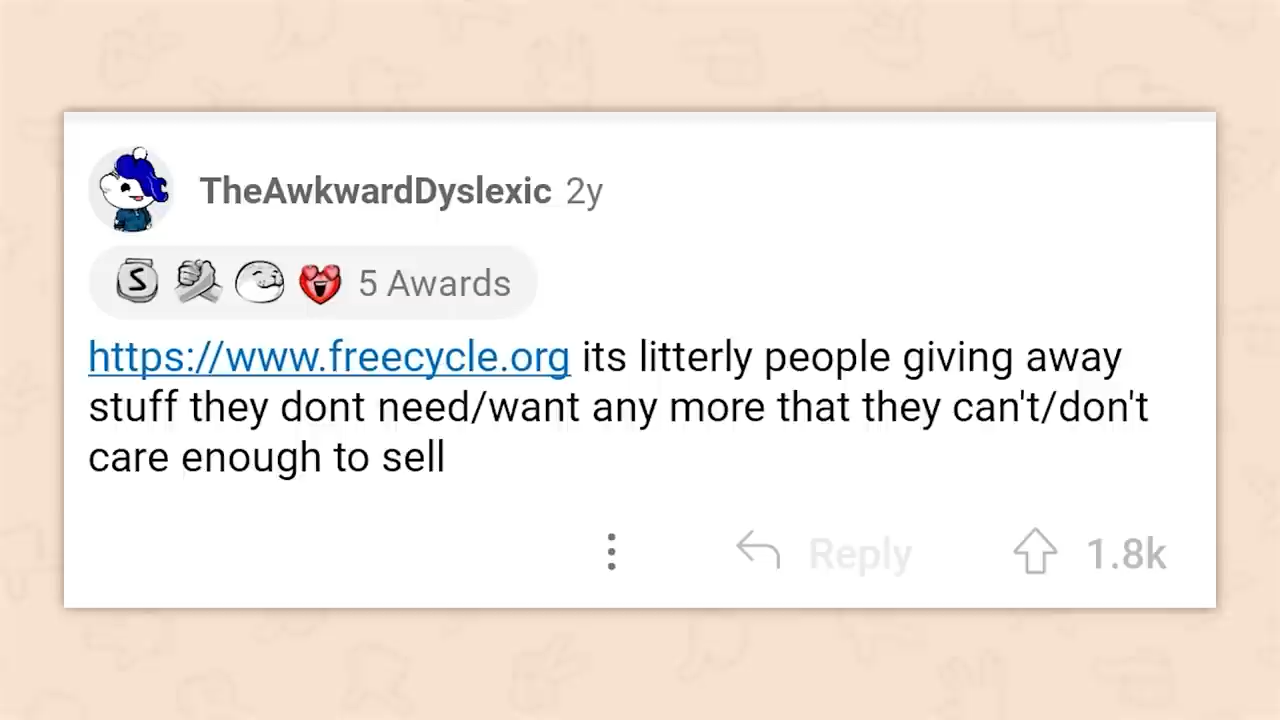 TheAwkwardDyslexic 2y
S 5 Awards
https://www.freecycle.org its litterly people giving away
stuff they dont need/want any more that they can't/don't
care enough to sell
Reply 1.8k